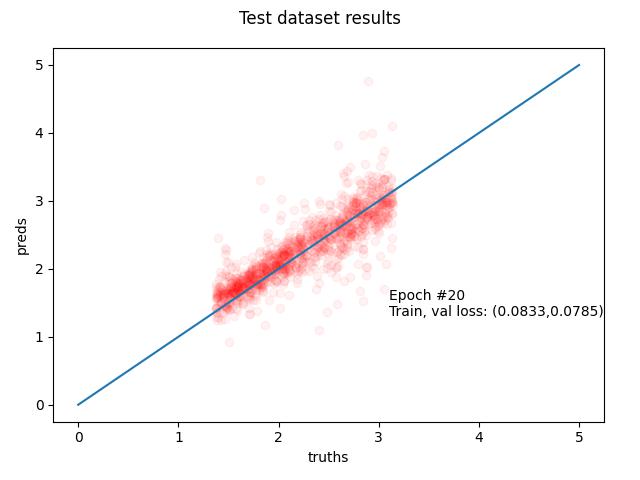 Test dataset results
5
4
3
2
1
0
preds
Epoch #20
Train, val loss: (0.0833,0.0785)
0 1 2 3 4 5
truths